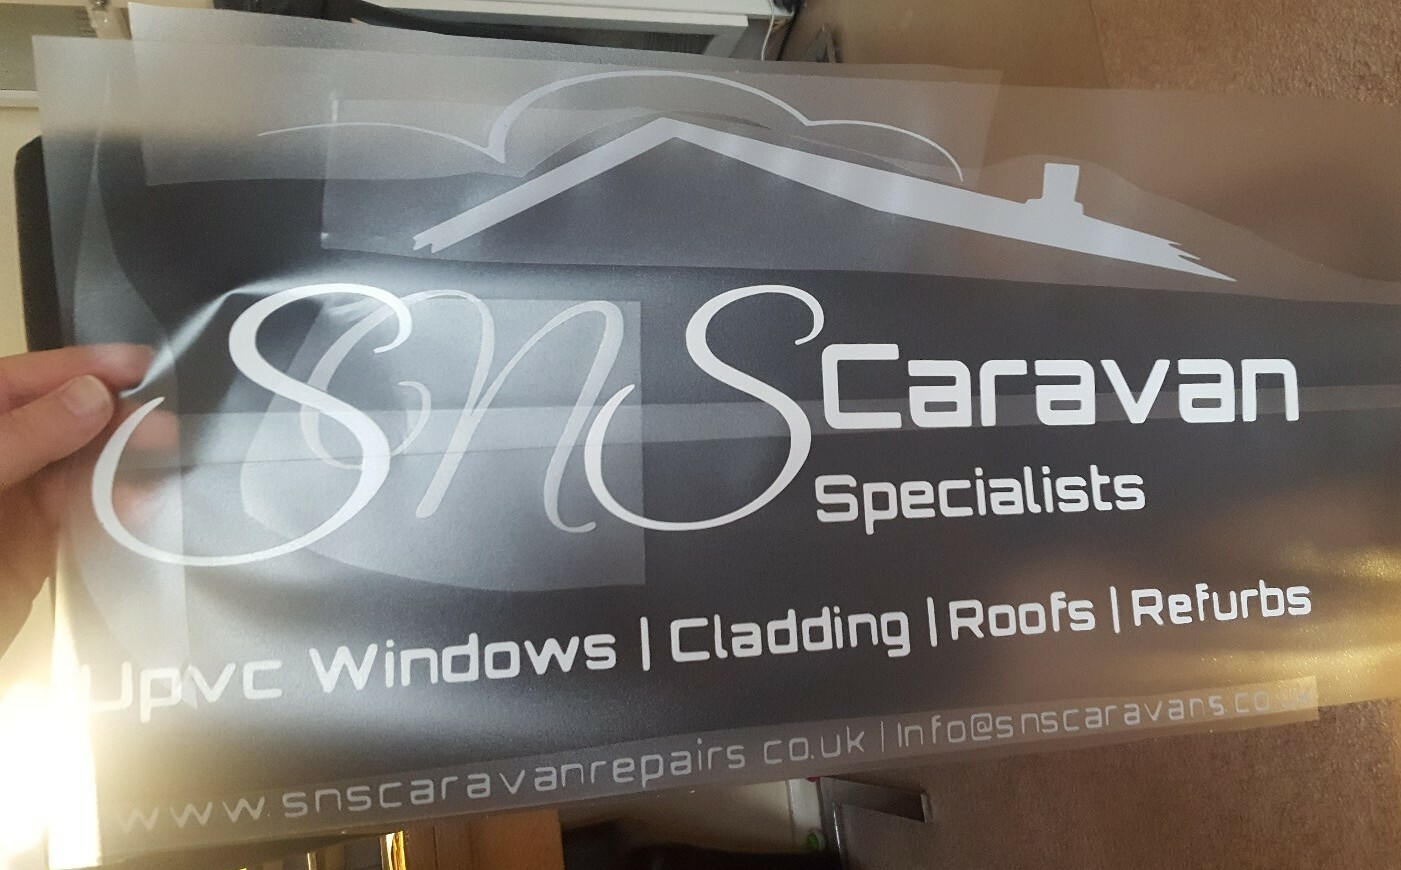 SnS Caravan
Specialists
Upvc Windows | Cladding | Roofs | Refurbs
www.snscaravanrepairs co.uk | Info@snscaravans.co.uk